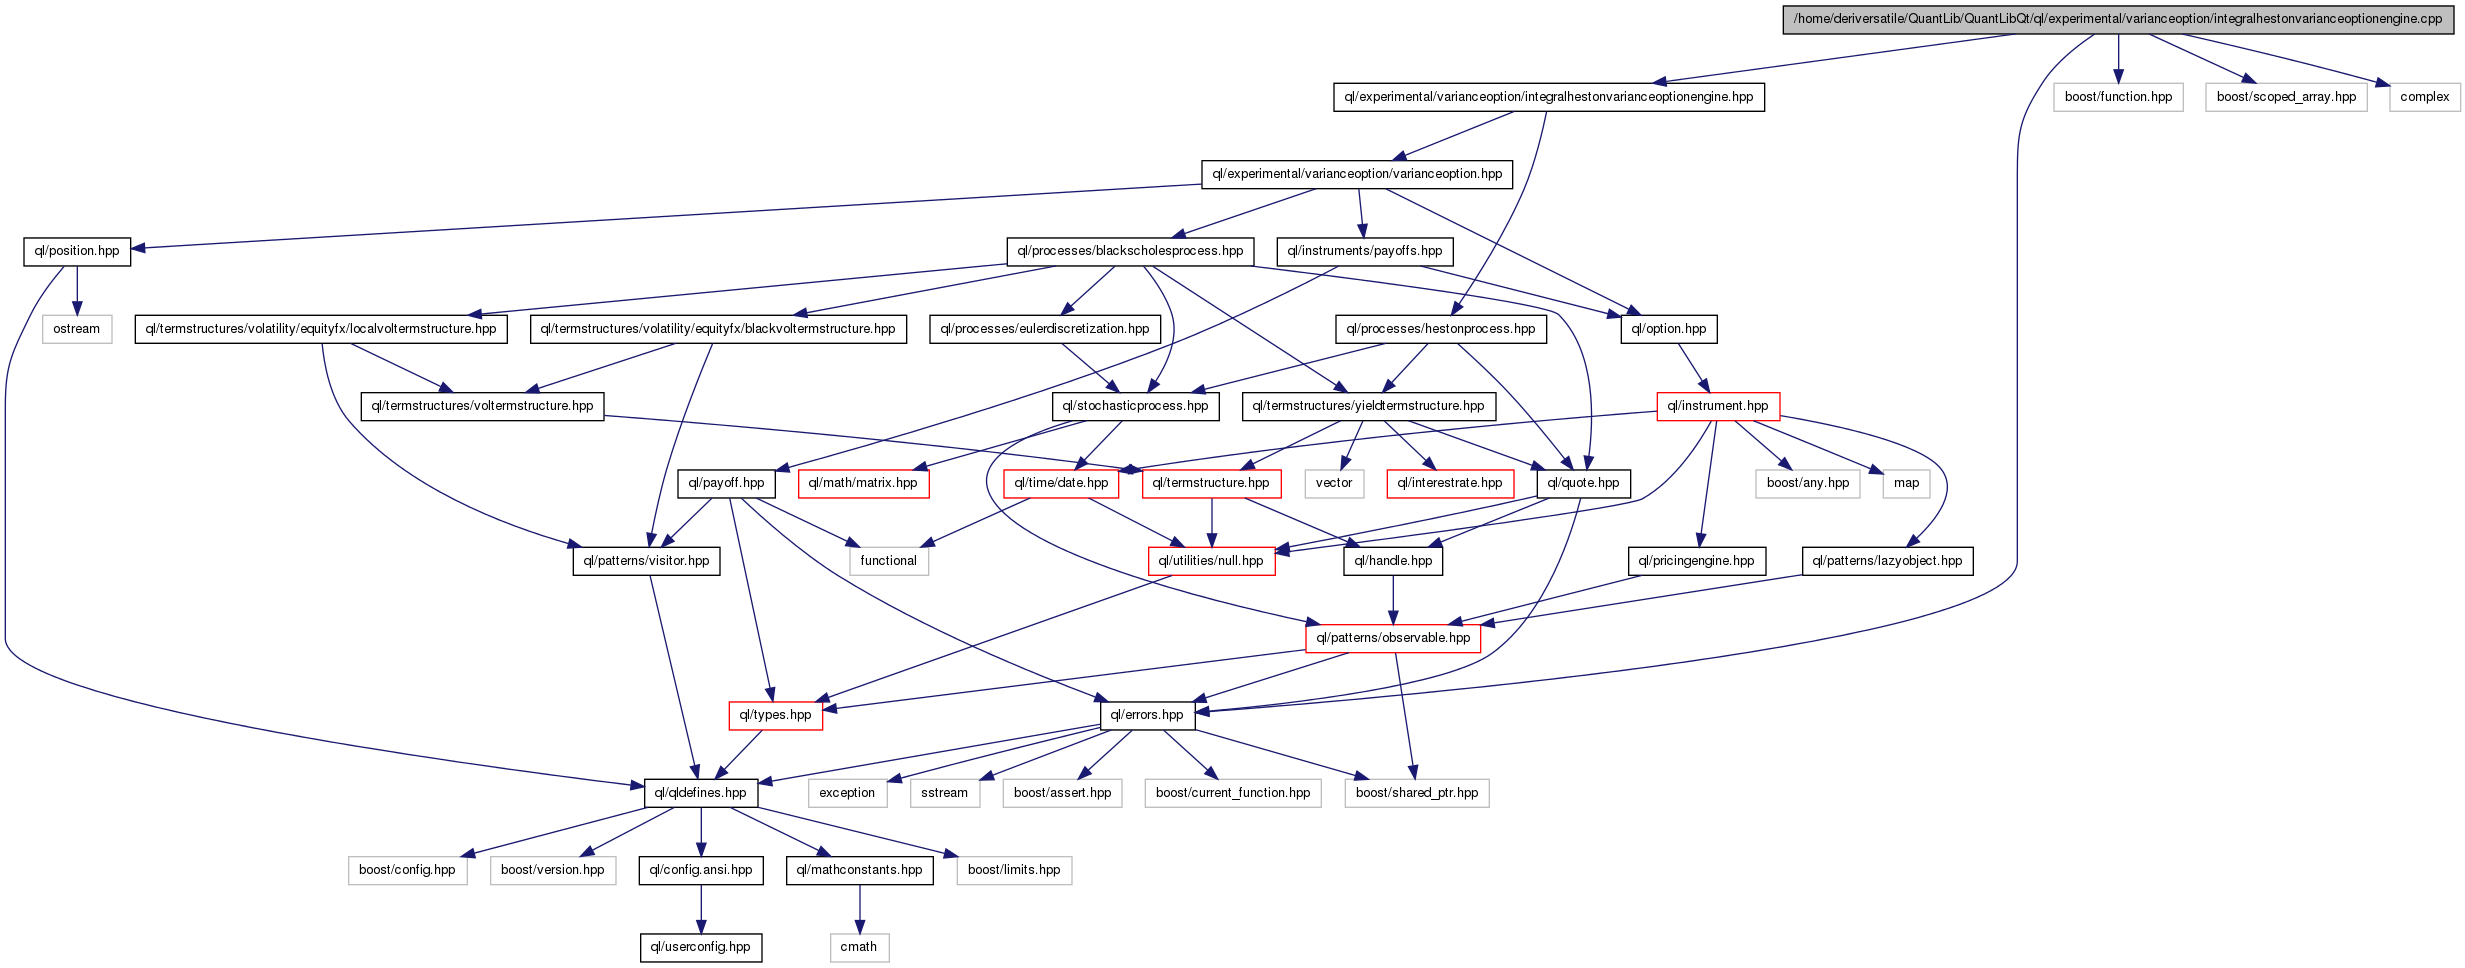 /home/deriversatile/QuantLib/QuantLibQt/ql/experimental/varianceoption/integralhestonvarianceoptionengine.cpp
ql/experimental/varianceoption/integralhestonvarianceoptionengine.hpp
boost/function.hpp
boost/scoped_array.hpp
complex
ql/experimental/varianceoption/varianceoption.hpp
ql/position.hpp
ql/processes/blackscholesprocess.hpp
ql/instruments/payoffs.hpp
ostream
ql/termstructures/volatility/equityfx/localvoltermstructure.hpp
ql/termstructures/volatility/equityfx/blackvoltermstructure.hpp
ql/processes/eulerdiscretization.hpp
ql/processes/hestonprocess.hpp
ql/option.hpp
ql/termstructures/voltermstructure.hpp
ql/stochasticprocess.hpp
ql/termstructures/yieldtermstructure.hpp
ql/instrument.hpp
ql/payoff.hpp
ql/math/matrix.hpp
ql/time/date.hpp
ql/termstructure.hpp
vector
ql/interestrate.hpp
ql/quote.hpp
boost/any.hpp
map
ql/patterns/visitor.hpp
functional
ql/utilities/null.hpp
ql/handle.hpp
ql/pricingengine.hpp
ql/patterns/lazyobject.hpp
ql/patterns/observable.hpp
ql/types.hpp
ql/errors.hpp
ql/qldefines.hpp
exception
sstream
boost/assert.hpp
boost/current_function.hpp
boost/shared_ptr.hpp
boost/config.hpp
boost/version.hpp
ql/config.ansi.hpp
ql/mathconstants.hpp
boost/limits.hpp
ql/userconfig.hpp
cmath